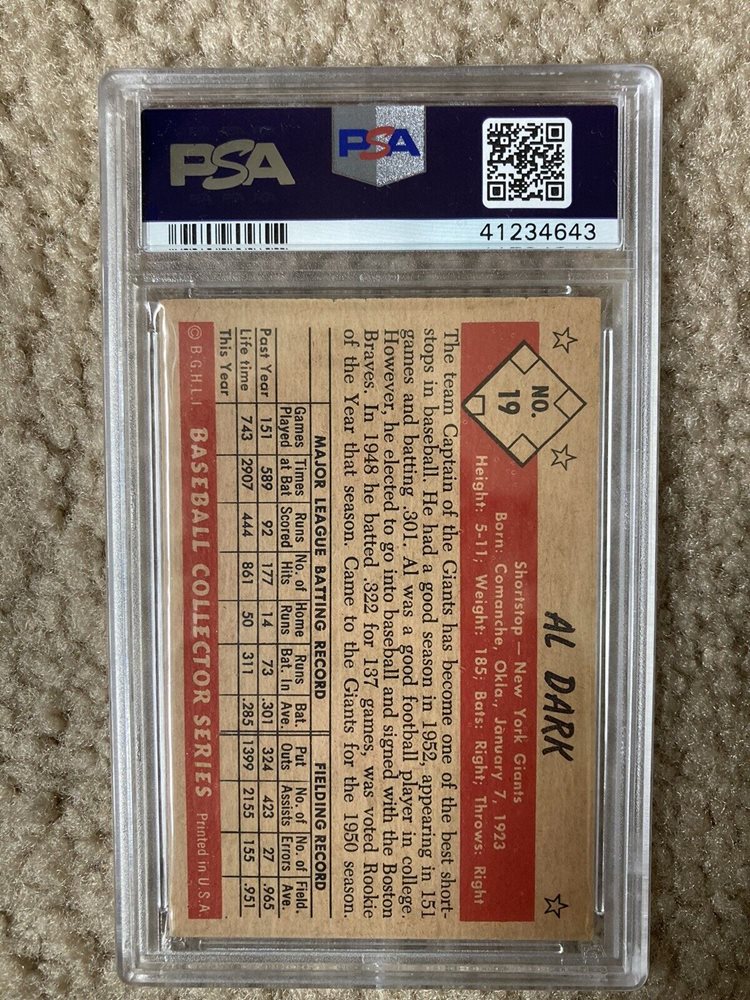 PSA
PSA
41234643
NO.
19
AL DARK
Shortstop — New York Giants
Born: Comanche, Okla., January 7, 1923
Height: 5-11; Weight: 185; Bats: Right; Throws: Right
The team Captain of the Giants has become one of the best short-
stops in baseball. He had a good season in 1952, appearing in 151
games and batting .301. Al was a good football player in college.
However, he elected to go into baseball and signed with the Boston
Braves. In 1948 he batted .322 for 137 games, was voted Rookie
of the Year that season. Came to the Giants for the 1950 season.
MAJOR LEAGUE BATTING RECORD FIELDING RECORD
Games Times Runs No. of Home Runs Bat. Put No. of No. of Field.
Played at Bat Scored Hits Runs Bat. In Ave. Outs Assists Errors Ave.
Past Year 151 589 92 177 14 73 .301 324 423 27 .965
Life time 743 2907 444 861 50 311 .285 1399 2155 155 .951
This Year
© B.G.H.L.I BASEBALL COLLECTOR SERIES Printed in U.S.A.